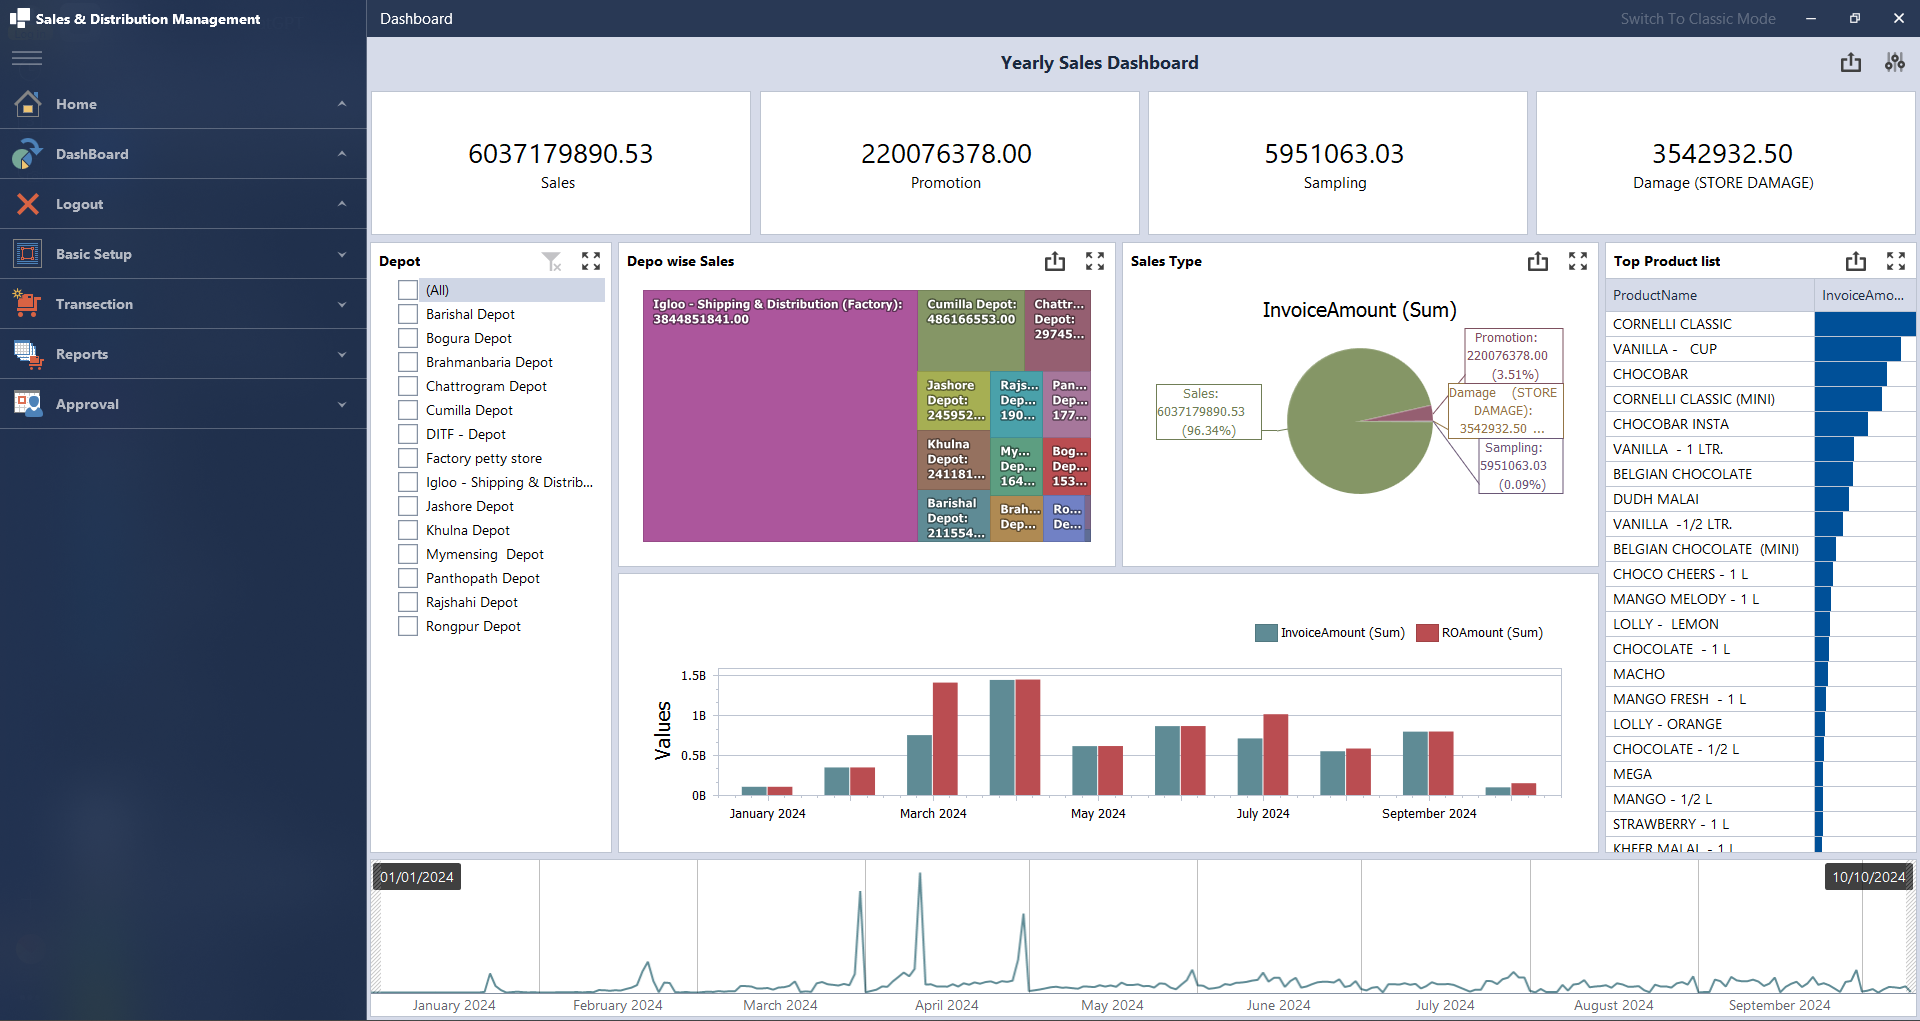 Sales & Distribution Management
Dashboard
Switch To Classic Mode
Home
DashBoard
Logout
Basic Setup
Transection
Reports
Approval
Yearly Sales Dashboard
6037179890.53
Sales
220076378.00
Promotion
5951063.03
Sampling
3542932.50
Damage (STORE DAMAGE)
Depot
(All)
Barishal Depot
Bogura Depot
Brahmanbaria Depot
Chattrogram Depot
Cumilla Depot
DITF - Depot
Factory petty store
Igloo - Shipping & Distrib...
Jashore Depot
Khulna Depot
Mymensing  Depot
Panthopath Depot
Rajshahi Depot
Rongpur Depot
Depo wise Sales
Igloo - Shipping & Distribution (Factory):
3844851841.00
Cumilla Depot:
486166553.00
Chattr...
Depot:
29745...
Jashore
Depot:
245952...
Rajs...
Dep...
190...
Pan...
Dep...
177...
Khulna
Depot:
241181...
My...
Dep...
164...
Bog...
Dep...
153...
Barishal
Depot:
211554...
Brah...
Dep...
Ro...
De...
Sales Type
InvoiceAmount (Sum)
Promotion:
220076378.00
(3.51%)
Sales:
6037179890.53
(96.34%)
Damage (STORE
DAMAGE):
3542932.50 ...
Sampling:
5951063.03
(0.09%)
Top Product list
ProductName InvoiceAmo...
CORNELLI CLASSIC
VANILLA - CUP
CHOCOBAR
CORNELLI CLASSIC (MINI)
CHOCOBAR INSTA
VANILLA - 1 LTR.
BELGIAN CHOCOLATE
DUDH MALAI
VANILLA -1/2 LTR.
BELGIAN CHOCOLATE (MINI)
CHOCO CHEERS - 1 L
MANGO MELODY - 1 L
LOLLY - LEMON
CHOCOLATE - 1 L
MACHO
MANGO FRESH - 1 L
LOLLY - ORANGE
CHOCOLATE - 1/2 L
MEGA
MANGO - 1/2 L
STRAWBERRY - 1 L
KHEER MALAI - 1 L
InvoiceAmount (Sum) ROAmount (Sum)
Values
1.5B
1B
0.5B
0B
January 2024 March 2024 May 2024 July 2024 September 2024
01/01/2024 10/10/2024
January 2024 February 2024 March 2024 April 2024 May 2024 June 2024 July 2024 August 2024 September 2024